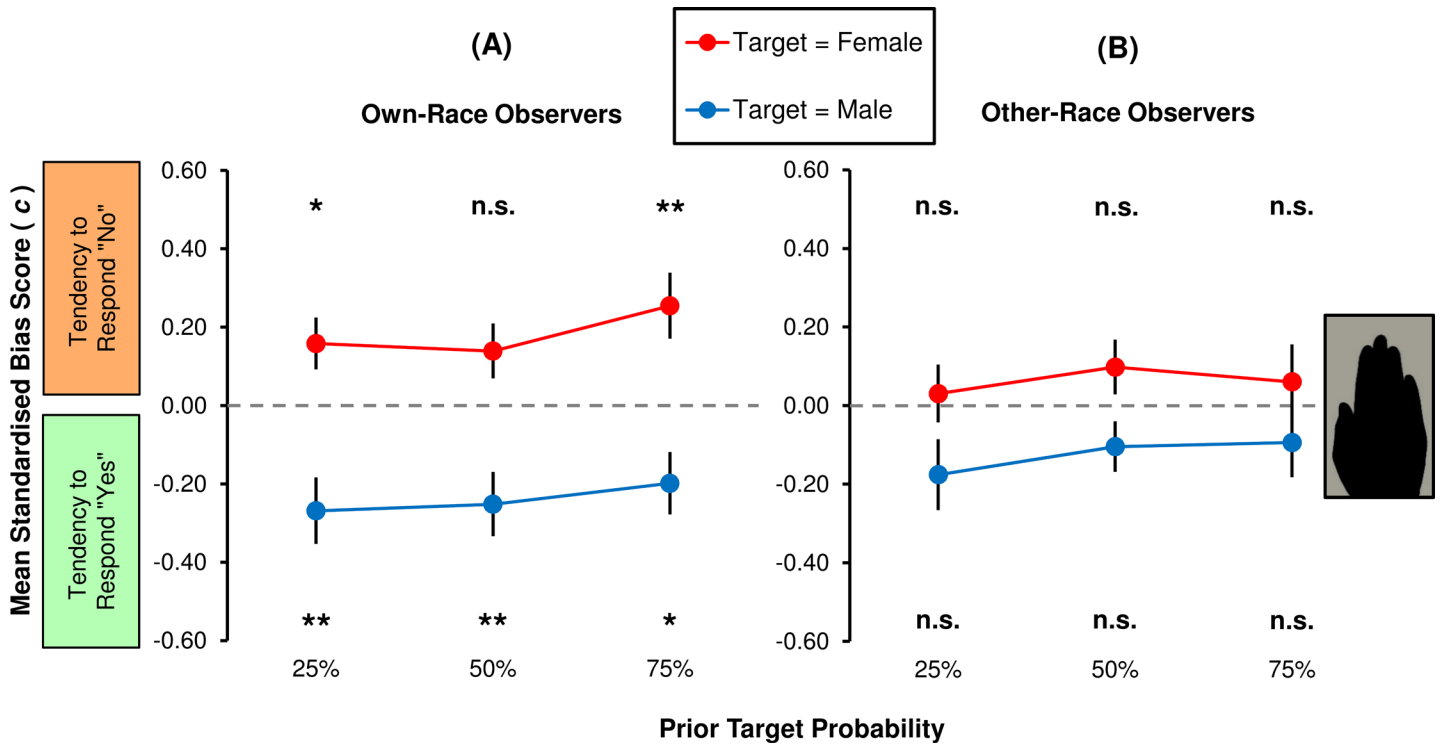 (A)
Own-Race Observers
Target = Female
Target = Male
(B)
Other-Race Observers
Mean Standardised Bias Score ( c )
Tendency to
Respond "No"
Tendency to
Respond "Yes"
0.60
0.40
0.20
0.00
-0.20
-0.40
-0.60
* n.s. **
** ** *
25% 50% 75%
0.60
0.40
0.20
0.00
-0.20
-0.40
-0.60
n.s. n.s. n.s.
n.s. n.s. n.s.
25% 50% 75%
Prior Target Probability